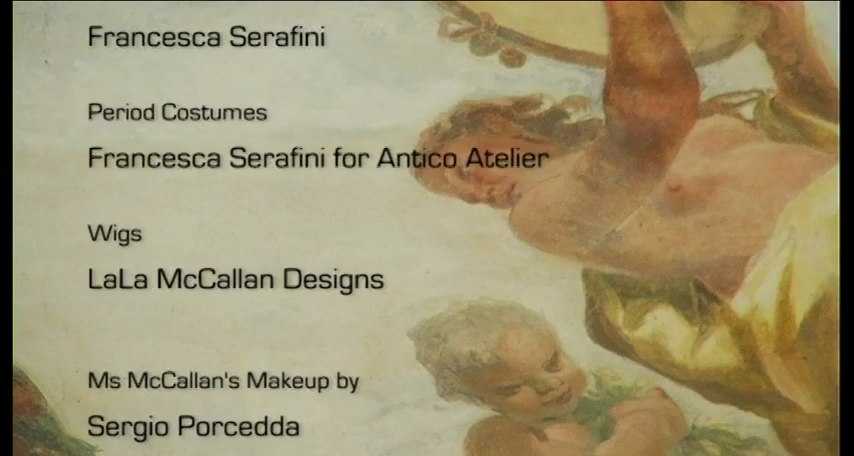 Francesca Serafini
Period Costumes
Francesca Serafini for Antico Atelier
Wigs
LaLa McCallan Designs
Ms McCallan's Makeup by
Sergio Porcedda